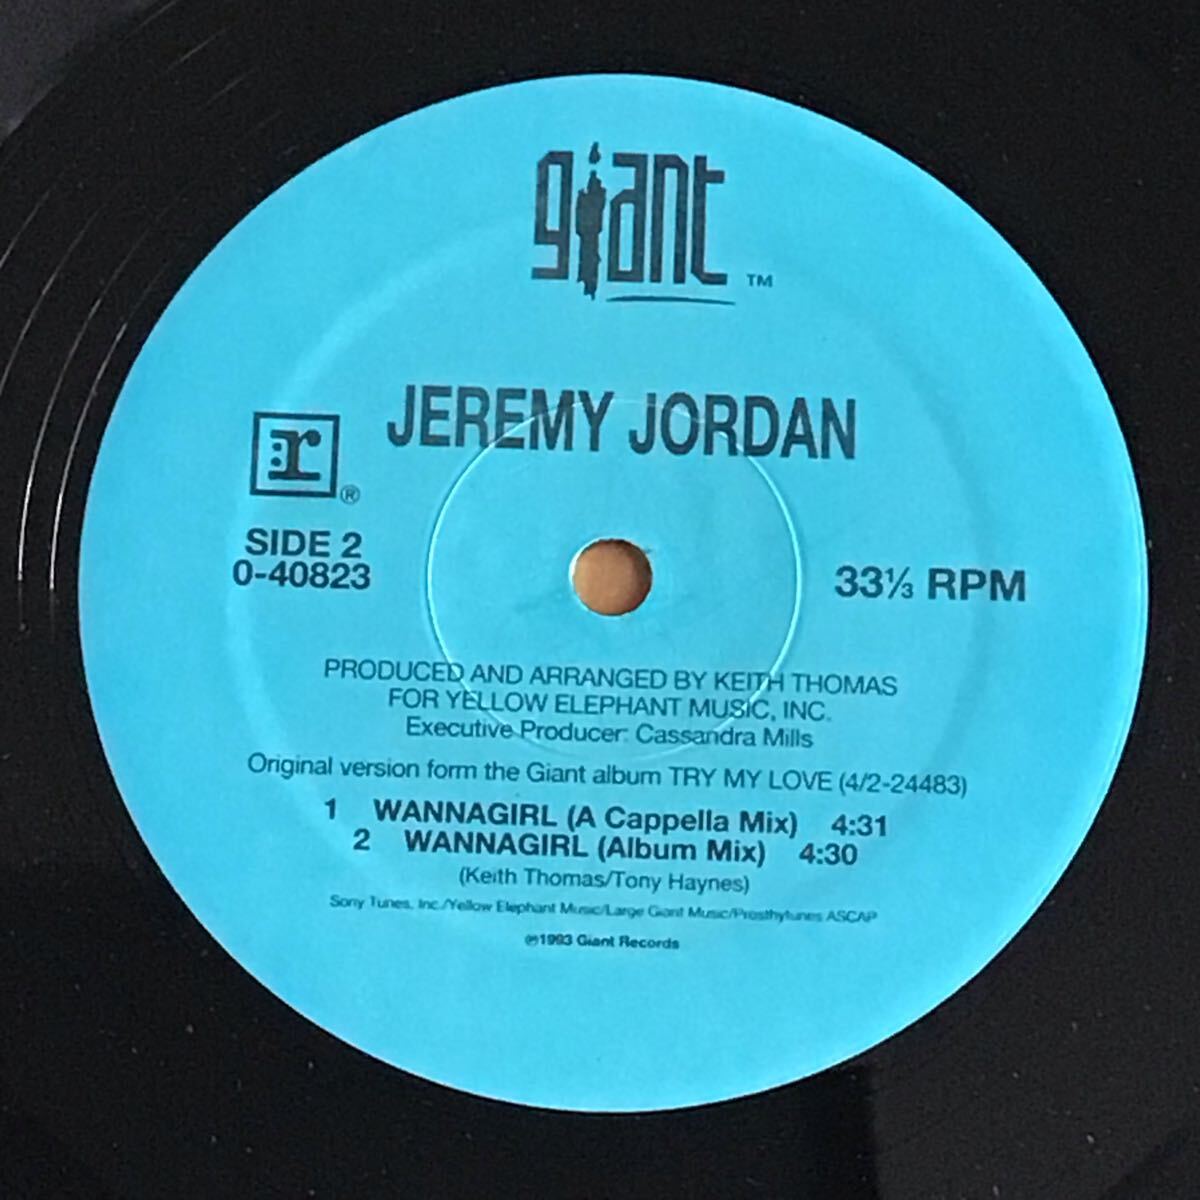 giant TM
JEREMY JORDAN
r ®
SIDE 2
0-40823
33⅓ RPM
PRODUCED AND ARRANGED BY KEITH THOMAS
FOR YELLOW ELEPHANT MUSIC, INC.
Executive Producer: Cassandra Mills
Original version form the Giant album TRY MY LOVE (4/2-24483)
1 WANNAGIRL (A Cappella Mix) 4:31
2 WANNAGIRL (Album Mix) 4:30
(Keith Thomas/Tony Haynes)
Sony Tunes, Inc./Yellow Elephant Music/Large Giant Music/Prosthytunes ASCAP
℗1993 Giant Records